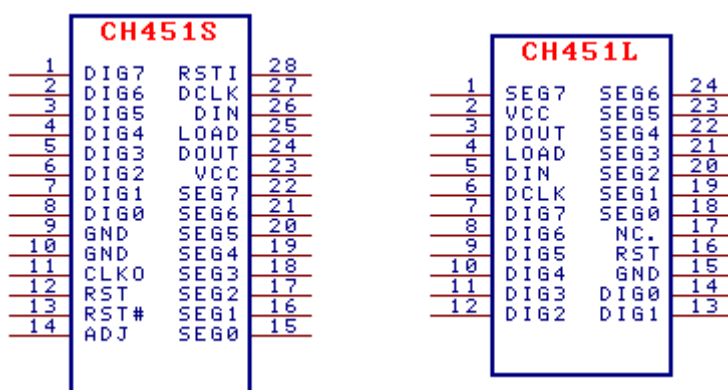 CH451S
1 DIG7 RSTI 28
2 DIG6 DCLK 27
3 DIG5 DIN 26
4 DIG4 LOAD 25
5 DIG3 DOUT 24
6 DIG2 VCC 23
7 DIG1 SEG7 22
8 DIG0 SEG6 21
9 GND SEG5 20
10 GND SEG4 19
11 CLKO SEG3 18
12 RST SEG2 17
13 RST# SEG1 16
14 ADJ SEG0 15
CH451L
1 SEG7 SEG6 24
2 VCC SEG5 23
3 DOUT SEG4 22
4 LOAD SEG3 21
5 DIN SEG2 20
6 DCLK SEG1 19
7 DIG7 SEG0 18
8 DIG6 NC. 17
9 DIG5 RST 16
10 DIG4 GND 15
11 DIG3 DIG0 14
12 DIG2 DIG1 13